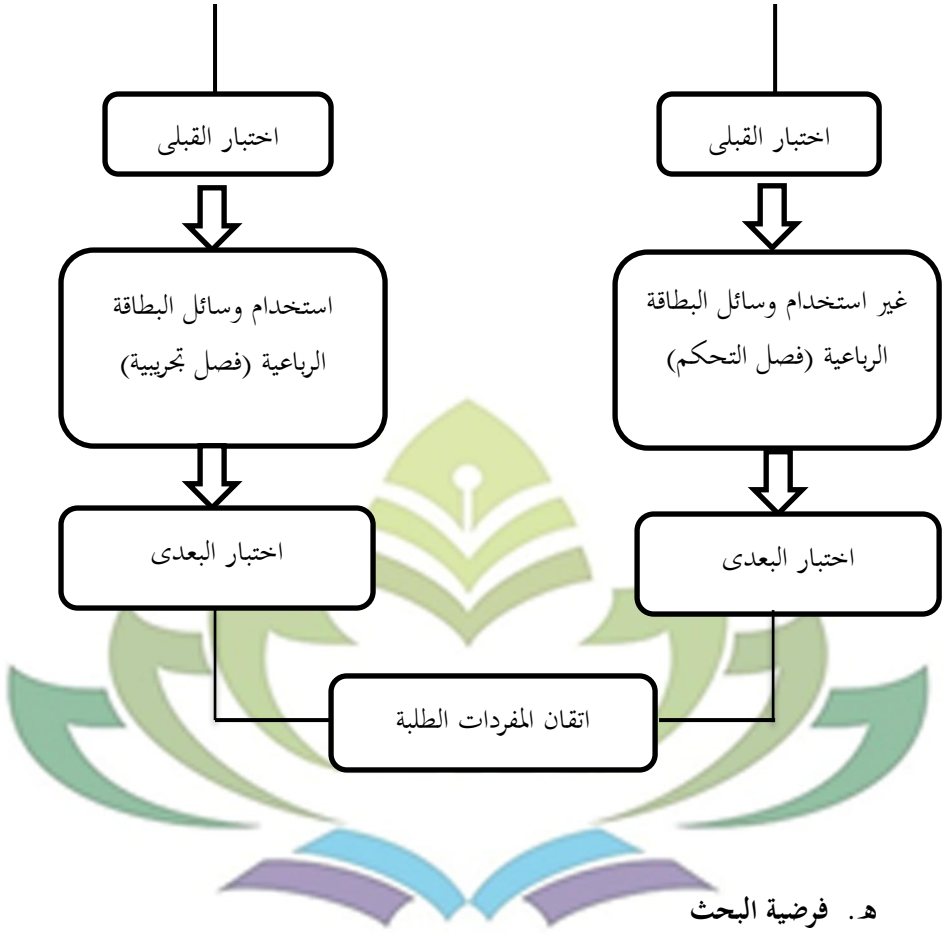 اختبار القبلى
اختبار القبلى
غير استخدام وسائل البطاقة
الرباعية (فصل التحكم)
استخدام وسائل البطاقة
الرباعية (فصل تجريبية)
اختبار البعدى
اختبار البعدى
اتقان المفردات الطلبة
هـ. فرضية البحث